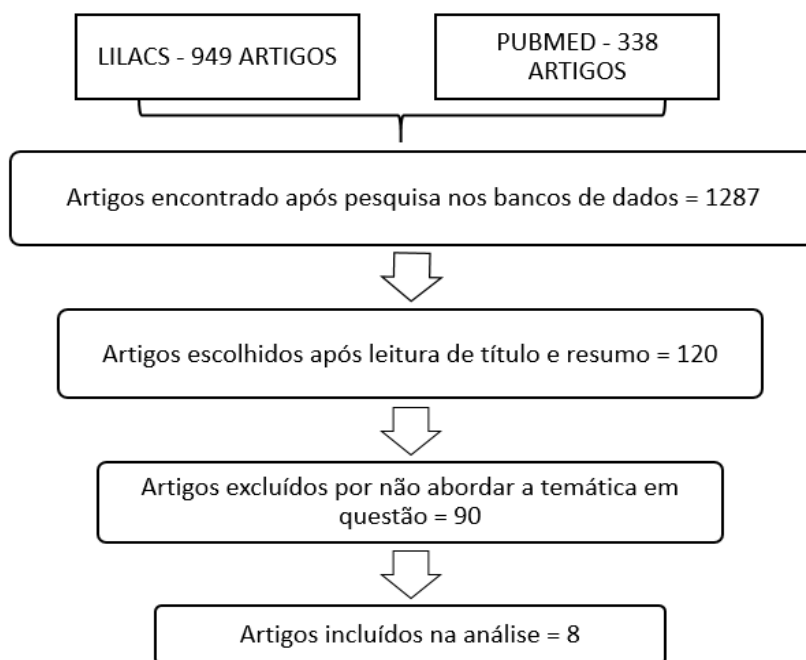 LILACS - 949 ARTIGOS
PUBMED - 338
ARTIGOS
Artigos encontrado após pesquisa nos bancos de dados = 1287
Artigos escolhidos após leitura de título e resumo = 120
Artigos excluídos por não abordar a temática em
questão = 90
Artigos incluídos na análise = 8